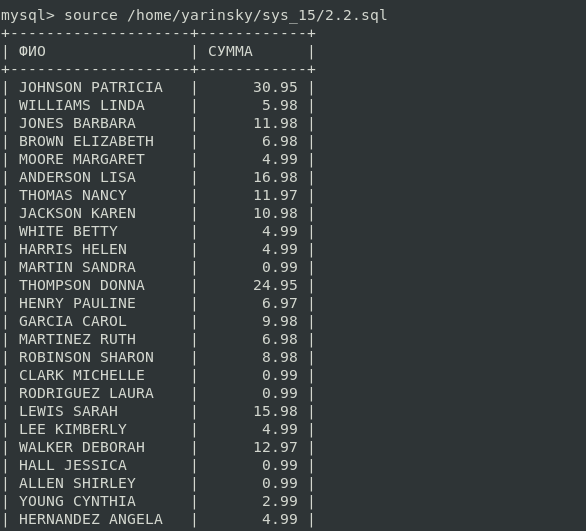 mysql> source /home/yarinsky/sys_15/2.2.sql
+--------------------+------------+
| ФИО                | СУММА      |
+--------------------+------------+
| JOHNSON PATRICIA   |      30.95 |
| WILLIAMS LINDA     |       5.98 |
| JONES BARBARA      |      11.98 |
| BROWN ELIZABETH    |       6.98 |
| MOORE MARGARET     |       4.99 |
| ANDERSON LISA      |      16.98 |
| THOMAS NANCY       |      11.97 |
| JACKSON KAREN      |      10.98 |
| WHITE BETTY        |       4.99 |
| HARRIS HELEN       |       4.99 |
| MARTIN SANDRA      |       0.99 |
| THOMPSON DONNA     |      24.95 |
| HENRY PAULINE      |       6.97 |
| GARCIA CAROL       |       9.98 |
| MARTINEZ RUTH      |       6.98 |
| ROBINSON SHARON    |       8.98 |
| CLARK MICHELLE     |       0.99 |
| RODRIGUEZ LAURA    |       0.99 |
| LEWIS SARAH        |      15.98 |
| LEE KIMBERLY       |       4.99 |
| WALKER DEBORAH     |      12.97 |
| HALL JESSICA       |       0.99 |
| ALLEN SHIRLEY      |       0.99 |
| YOUNG CYNTHIA      |       2.99 |
| HERNANDEZ ANGELA   |       4.99 |